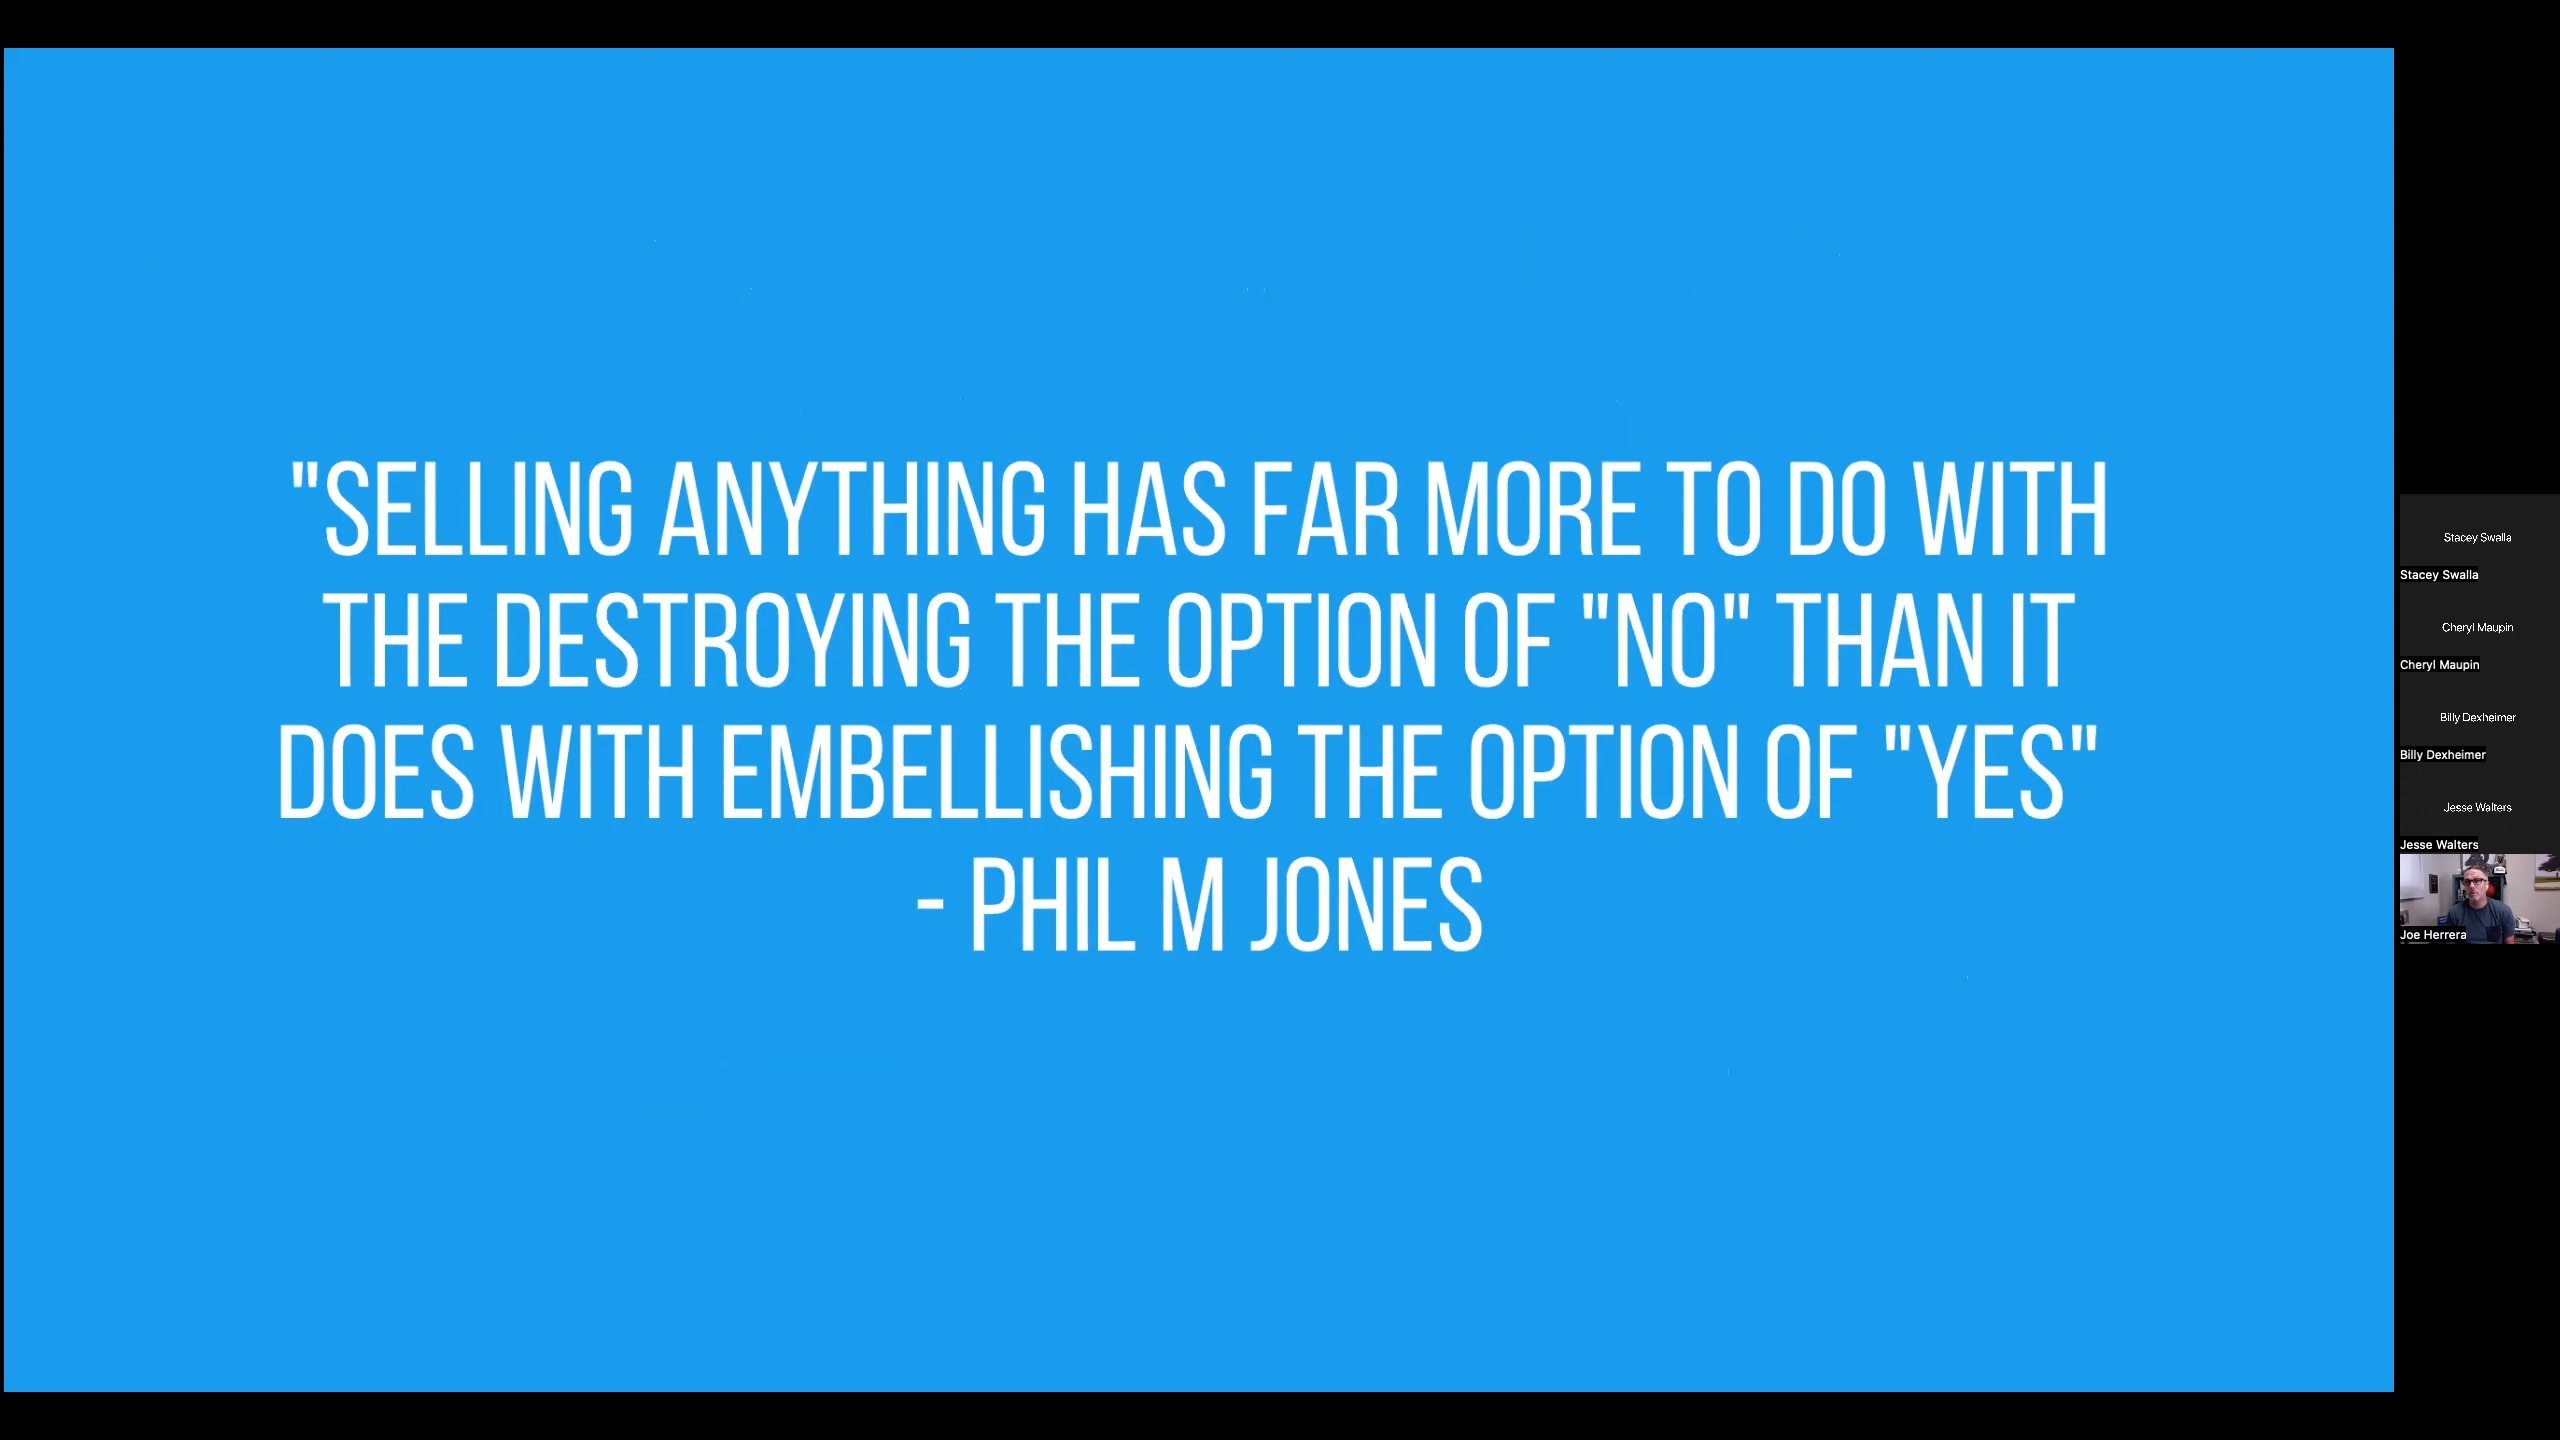 "SELLING ANYTHING HAS FAR MORE TO DO WITH
THE DESTROYING THE OPTION OF "NO" THAN IT
DOES WITH EMBELLISHING THE OPTION OF "YES"
- PHIL M JONES
Stacey Swalla
Stacey Swalla
Cheryl Maupin
Cheryl Maupin
Billy Dexheimer
Billy Dexheimer
Jesse Walters
Jesse Walters
Joe Herrera